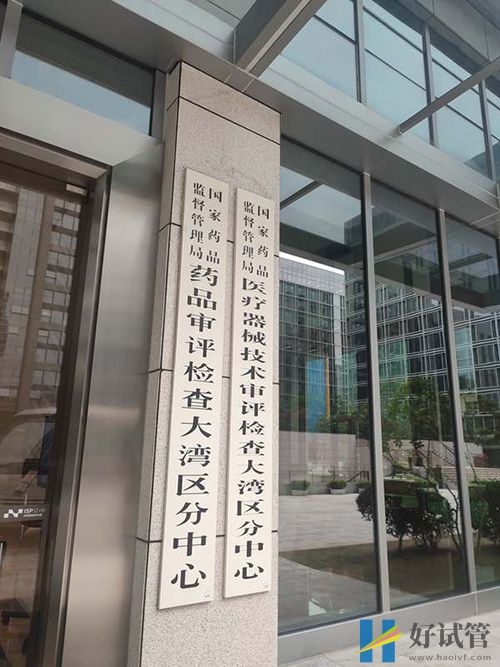 国家药品
监督管理局
药品审评检查大湾区分中心
国家药品
监督管理局
医疗器械技术审评检查大湾区分中心
好试管
www.haoivf.com